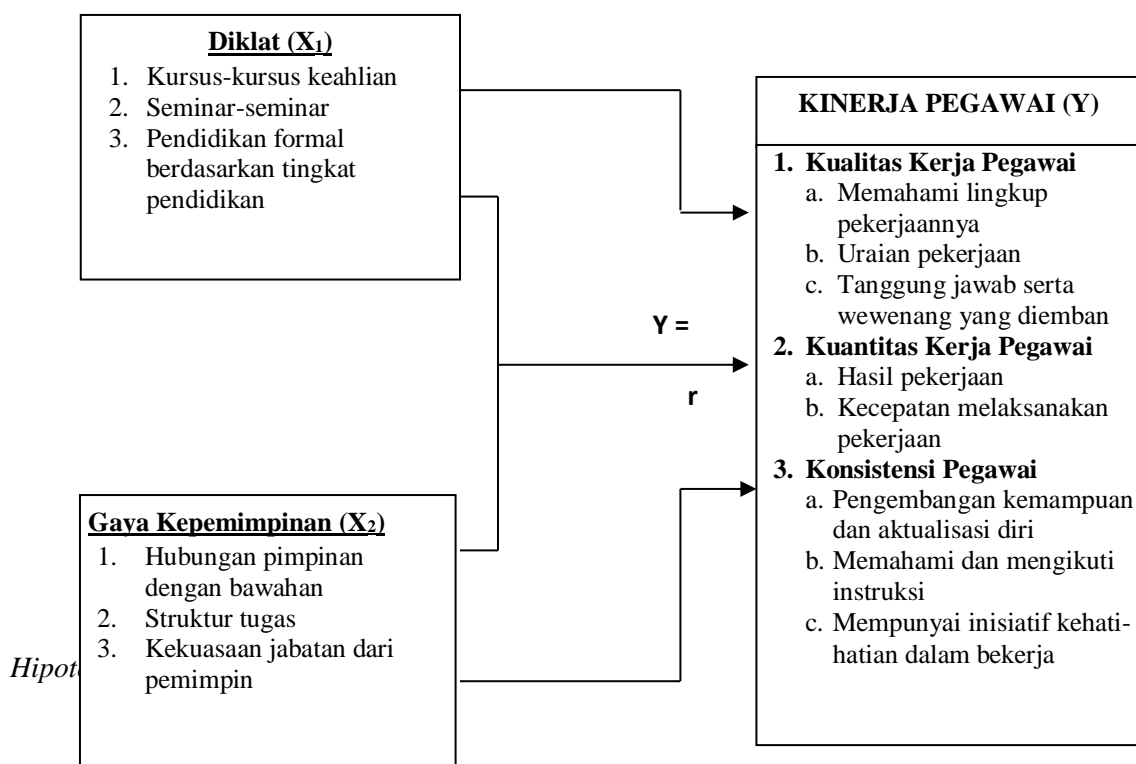 Diklat (X1)
1. Kursus-kursus keahlian
2. Seminar-seminar
3. Pendidikan formal
berdasarkan tingkat
pendidikan
Gaya Kepemimpinan (X2)
1. Hubungan pimpinan
dengan bawahan
2. Struktur tugas
3. Kekuasaan jabatan dari
pemimpin
Y =
r
KINERJA PEGAWAI (Y)
1. Kualitas Kerja Pegawai
a. Memahami lingkup
pekerjaannya
b. Uraian pekerjaan
c. Tanggung jawab serta
wewenang yang diemban
2. Kuantitas Kerja Pegawai
a. Hasil pekerjaan
b. Kecepatan melaksanakan
pekerjaan
3. Konsistensi Pegawai
a. Pengembangan kemampuan
dan aktualisasi diri
b. Memahami dan mengikuti
instruksi
c. Mempunyai inisiatif kehati-
hatian dalam bekerja